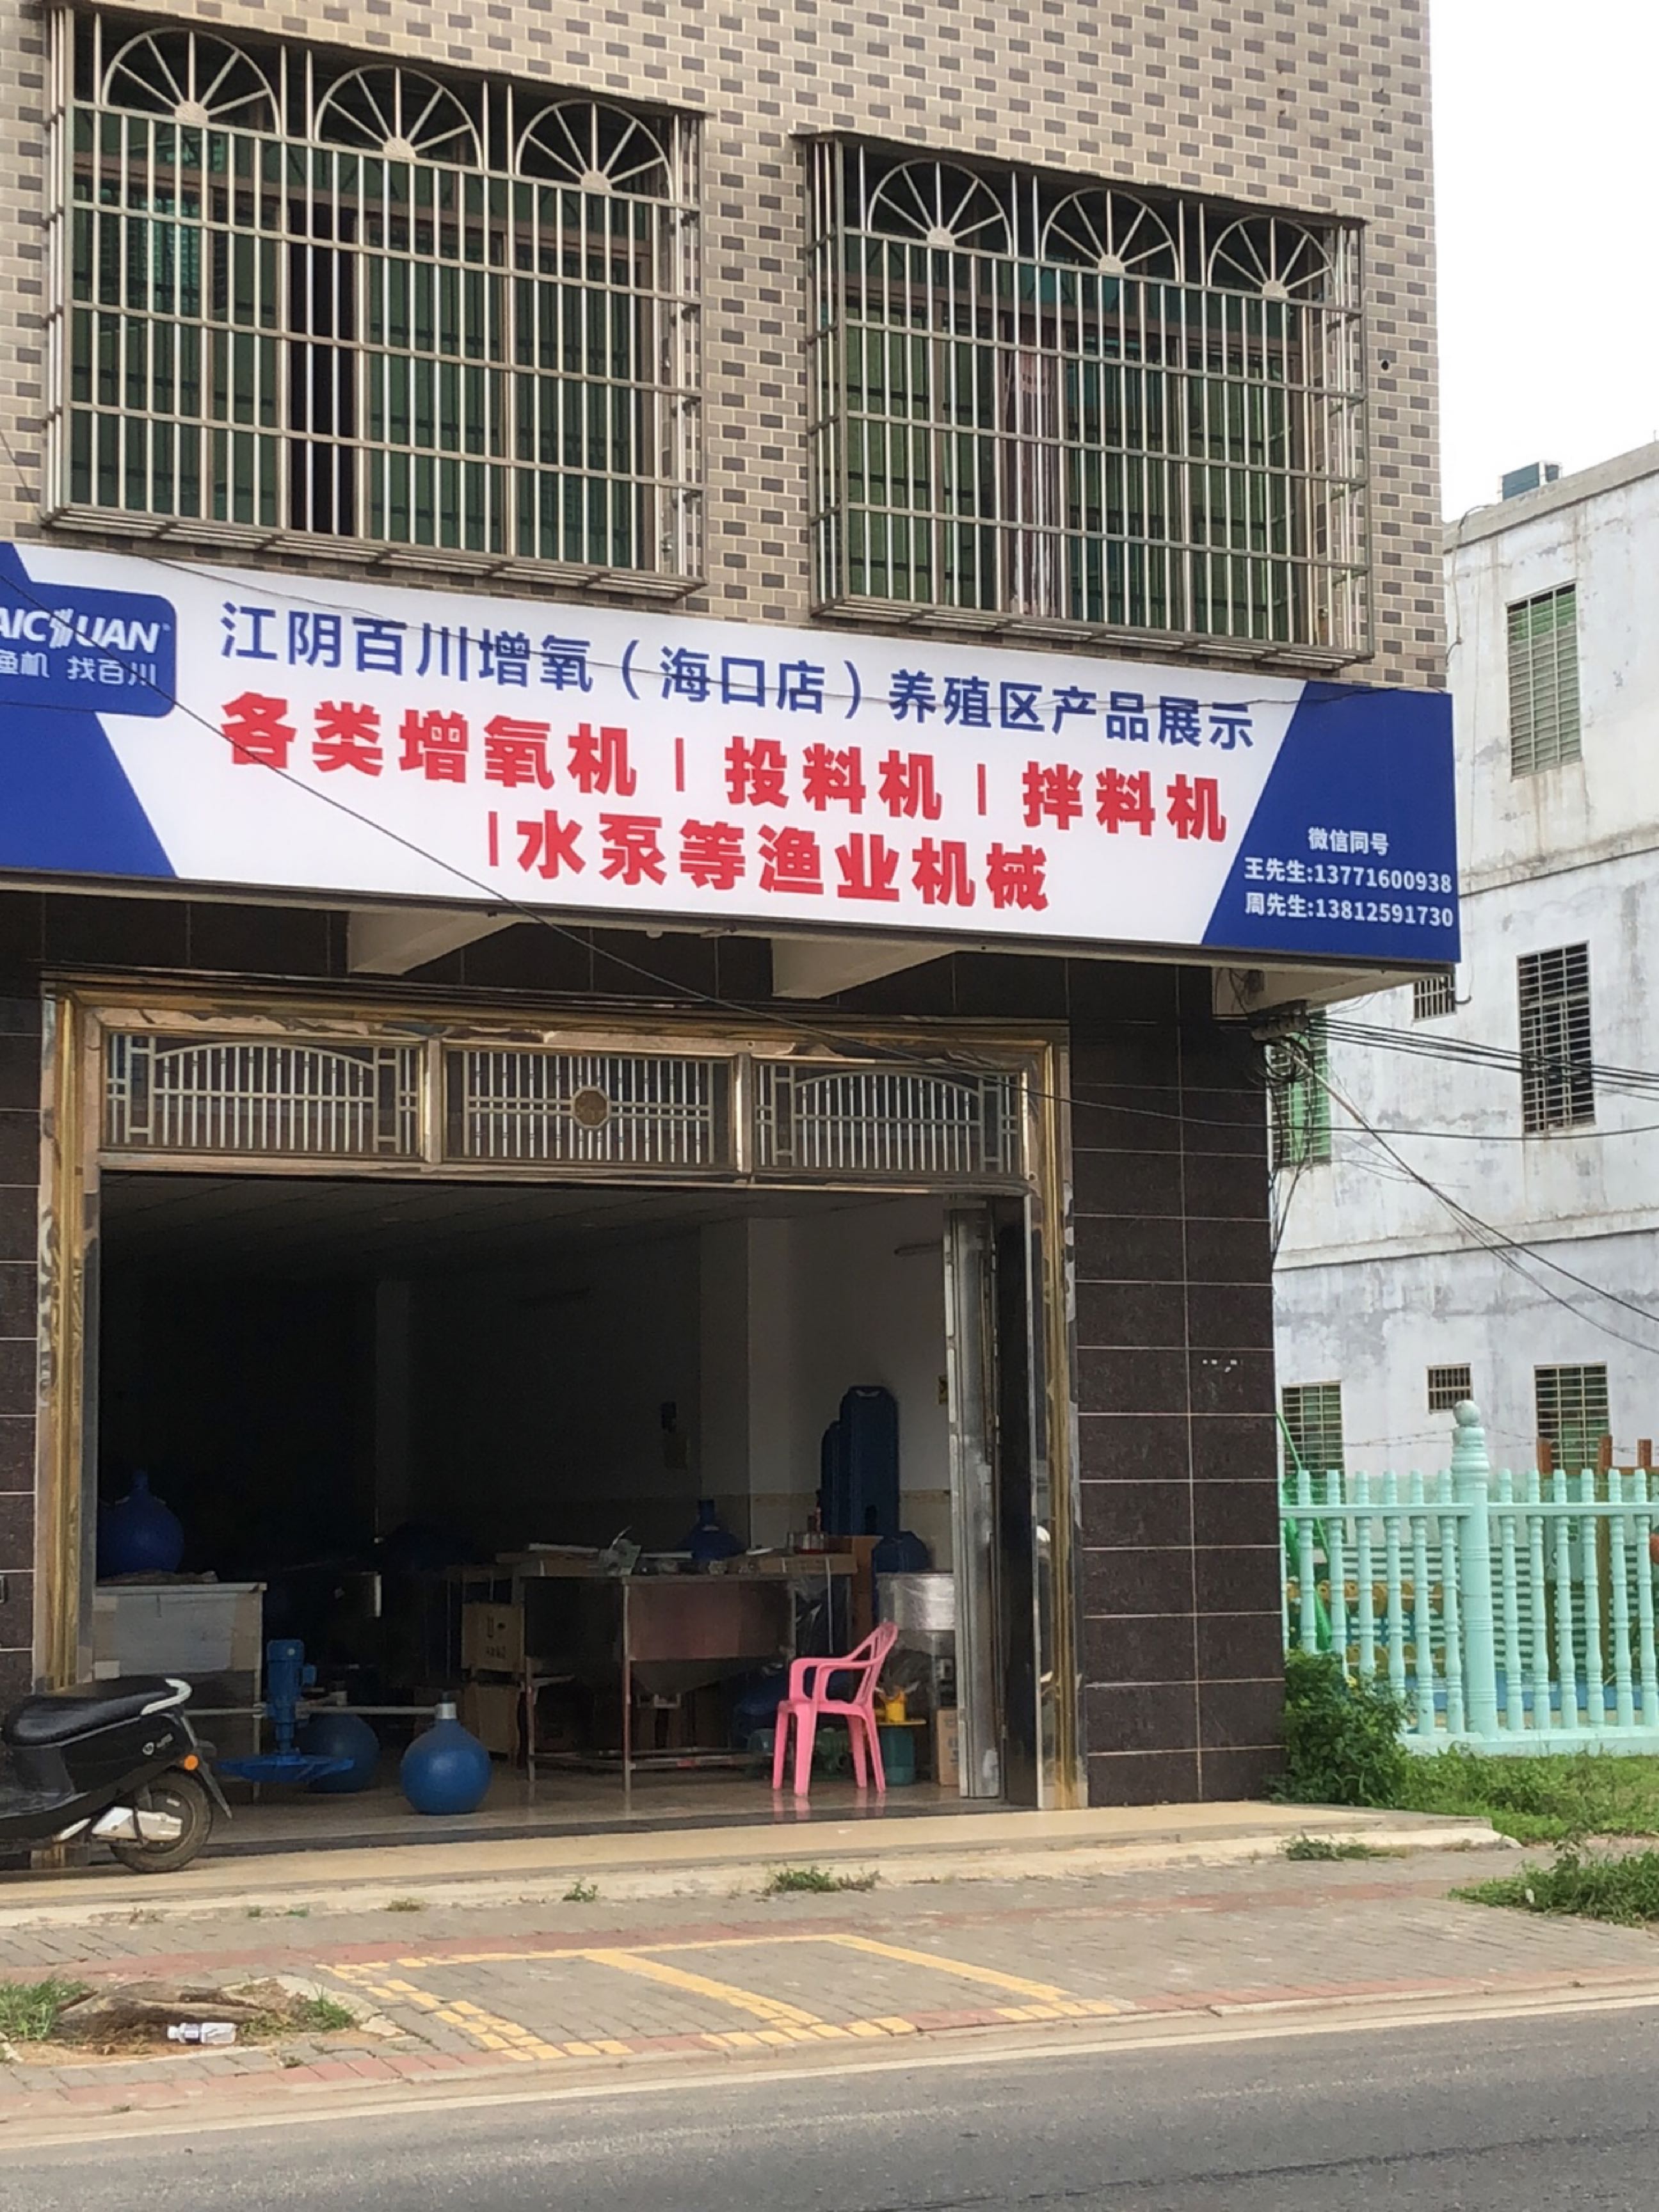 AICHUAN
鱼机 找百川
江阴百川增氧（海口店）养殖区产品展示
各类增氧机 | 投料机 | 拌料机
| 水泵等渔业机械
微信同号
王先生:13771600938
周先生:13812591730